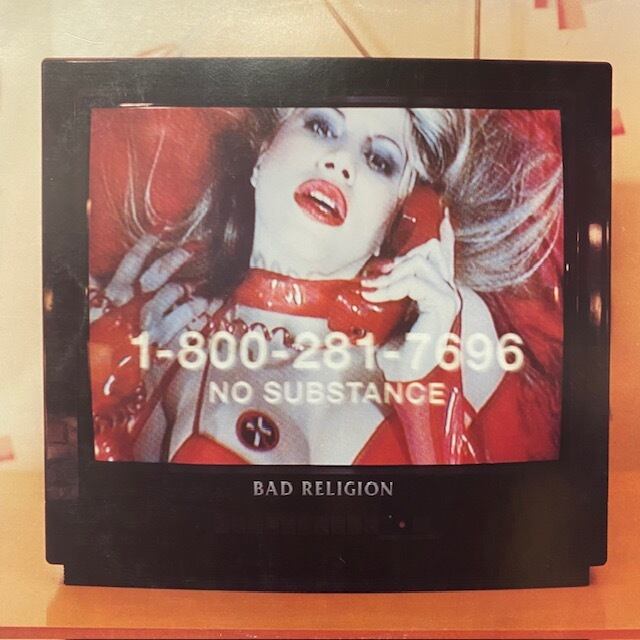 1-800-281-7696
NO SUBSTANCE
BAD RELIGION